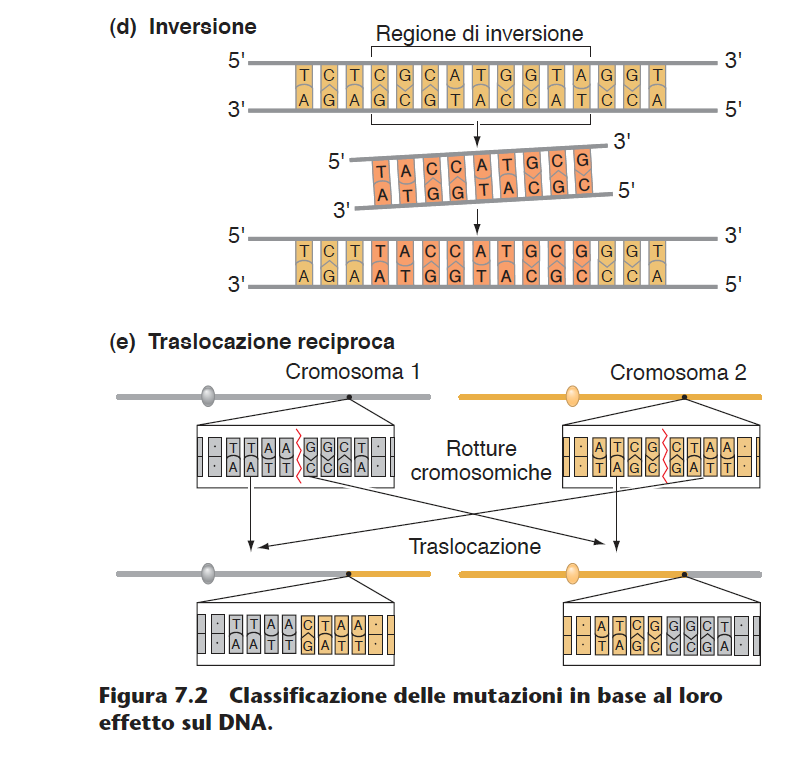 (d) Inversione
Regione di inversione
5' 3'
T C T C G C A T G G T A G G T
A G A G C G T A C C A T C C A
3' 5'
5' 3'
T A C C A T G C G
A T G G T A C G C
3' 5'
5' 3'
T C T T A C C A T G C G G G T
A G A A T G G T A C G C C C A
3' 5'
(e) Traslocazione reciproca
Cromosoma 1
Cromosoma 2
· T T A A G G C T ·
· A A T T C C G A ·
Rotture
cromosomiche
· A T C G C T A A ·
· T A G C G A T T ·
Traslocazione
· T T A A C T A A ·
· A A T T G A T T ·
· A T C G G G C T ·
· T A G C C C G A ·
Figura 7.2 Classificazione delle mutazioni in base al loro
effetto sul DNA.